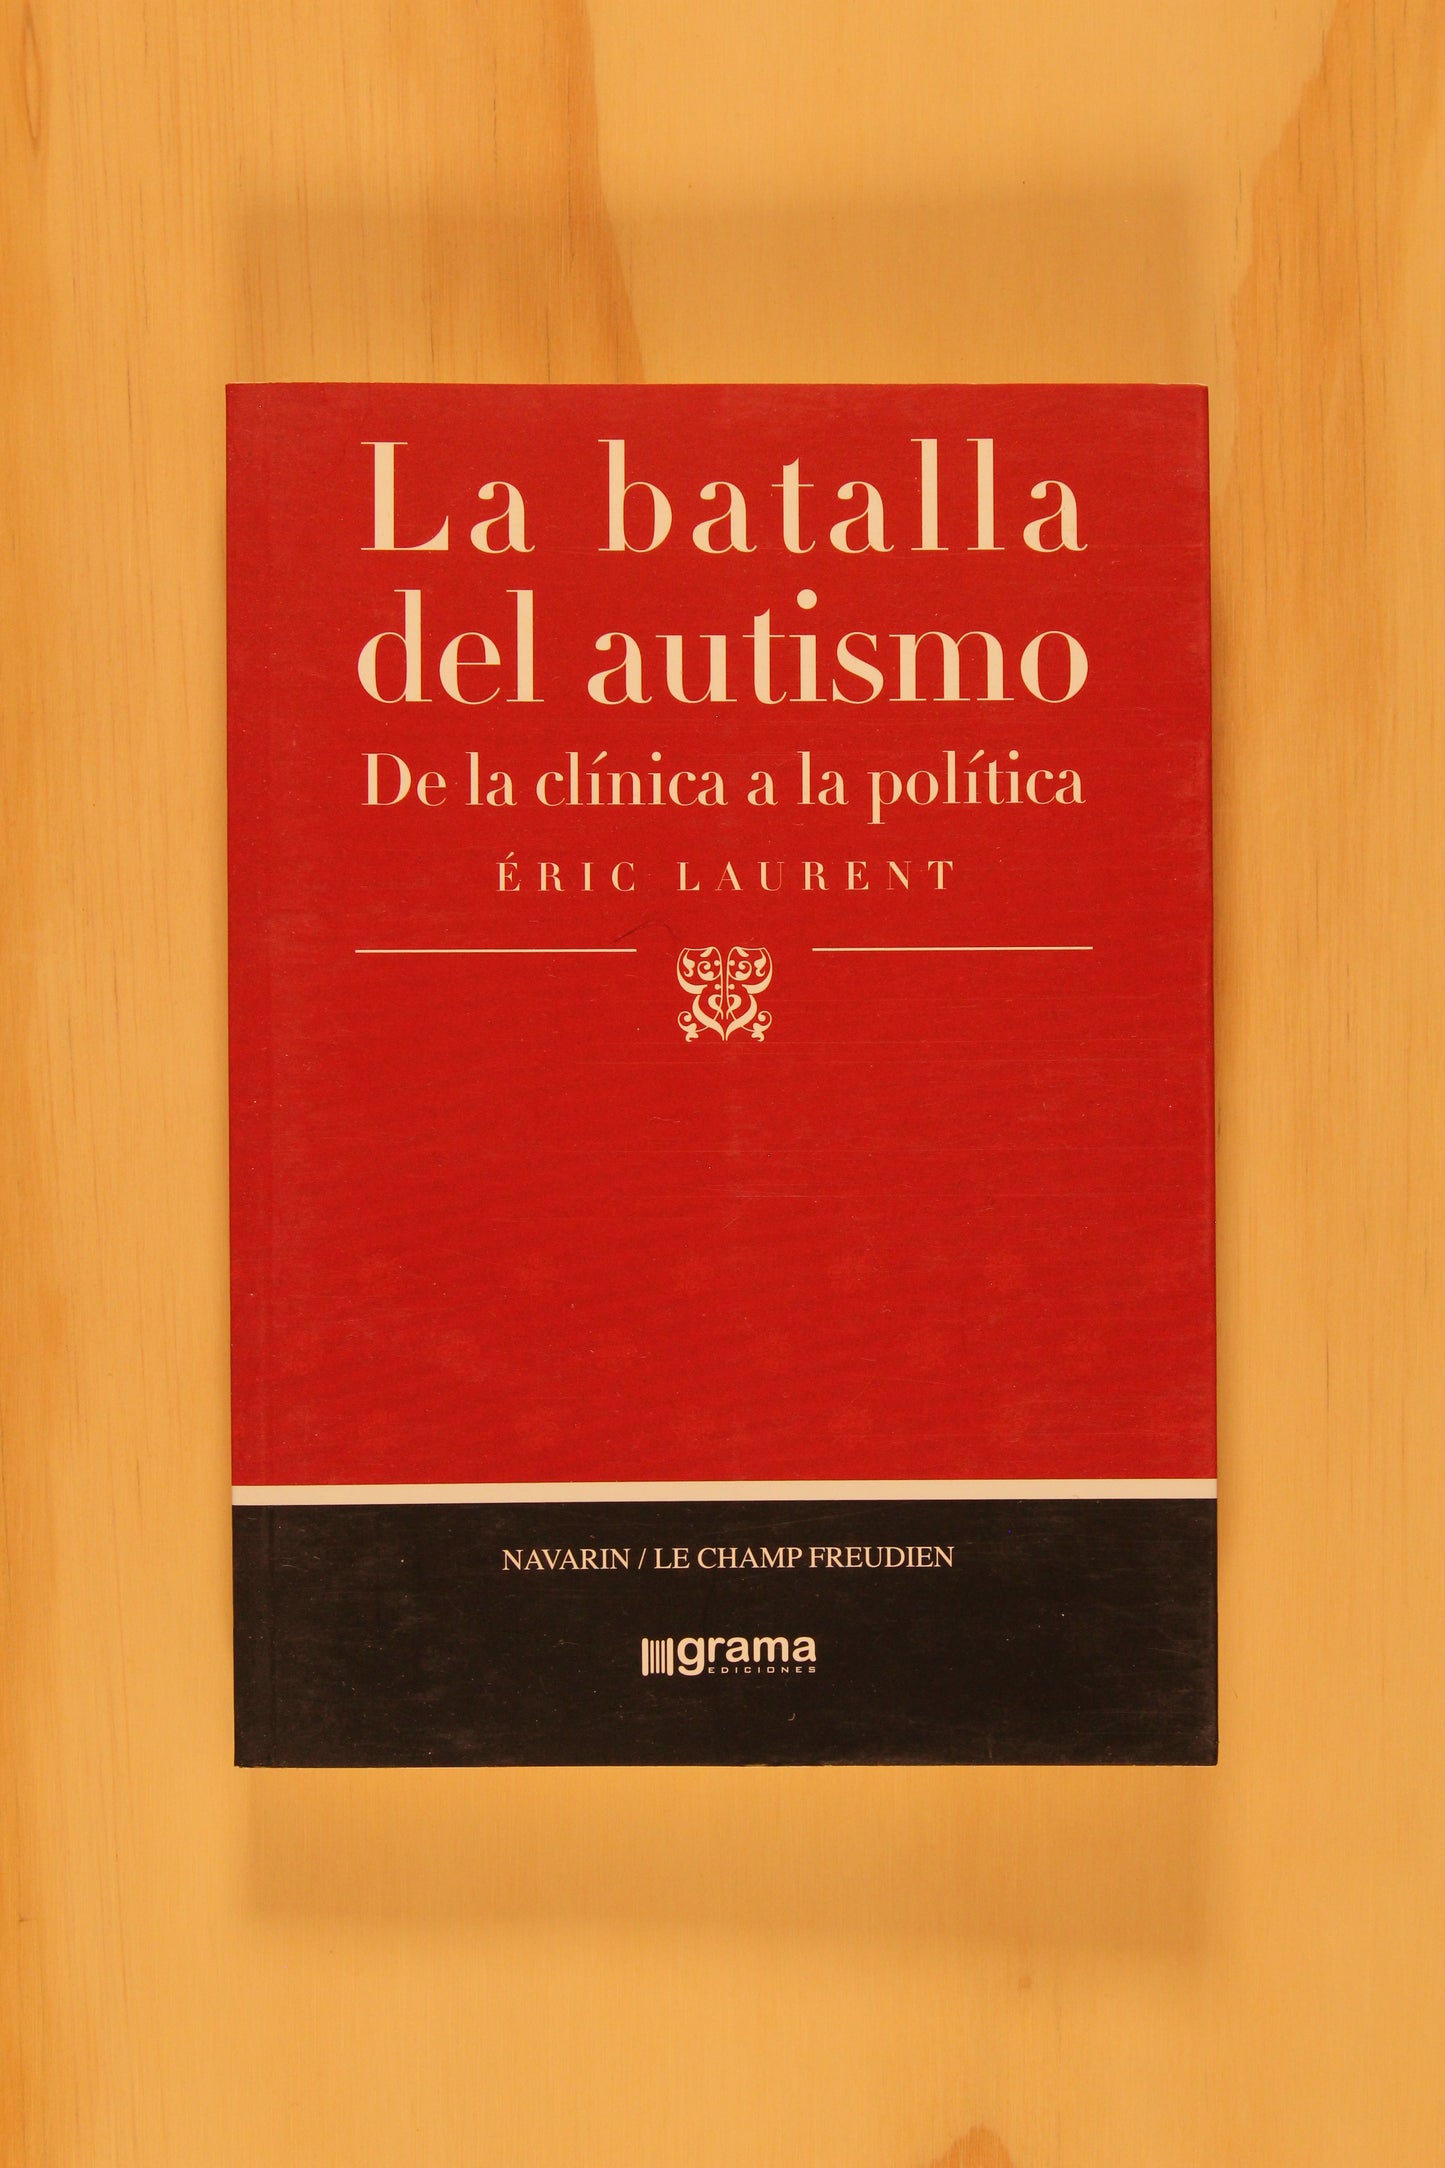 La batalla
del autismo
De la clínica a la política
ÉRIC LAURENT
NAVARIN / LE CHAMP FREUDIEN
grama
EDICIONES